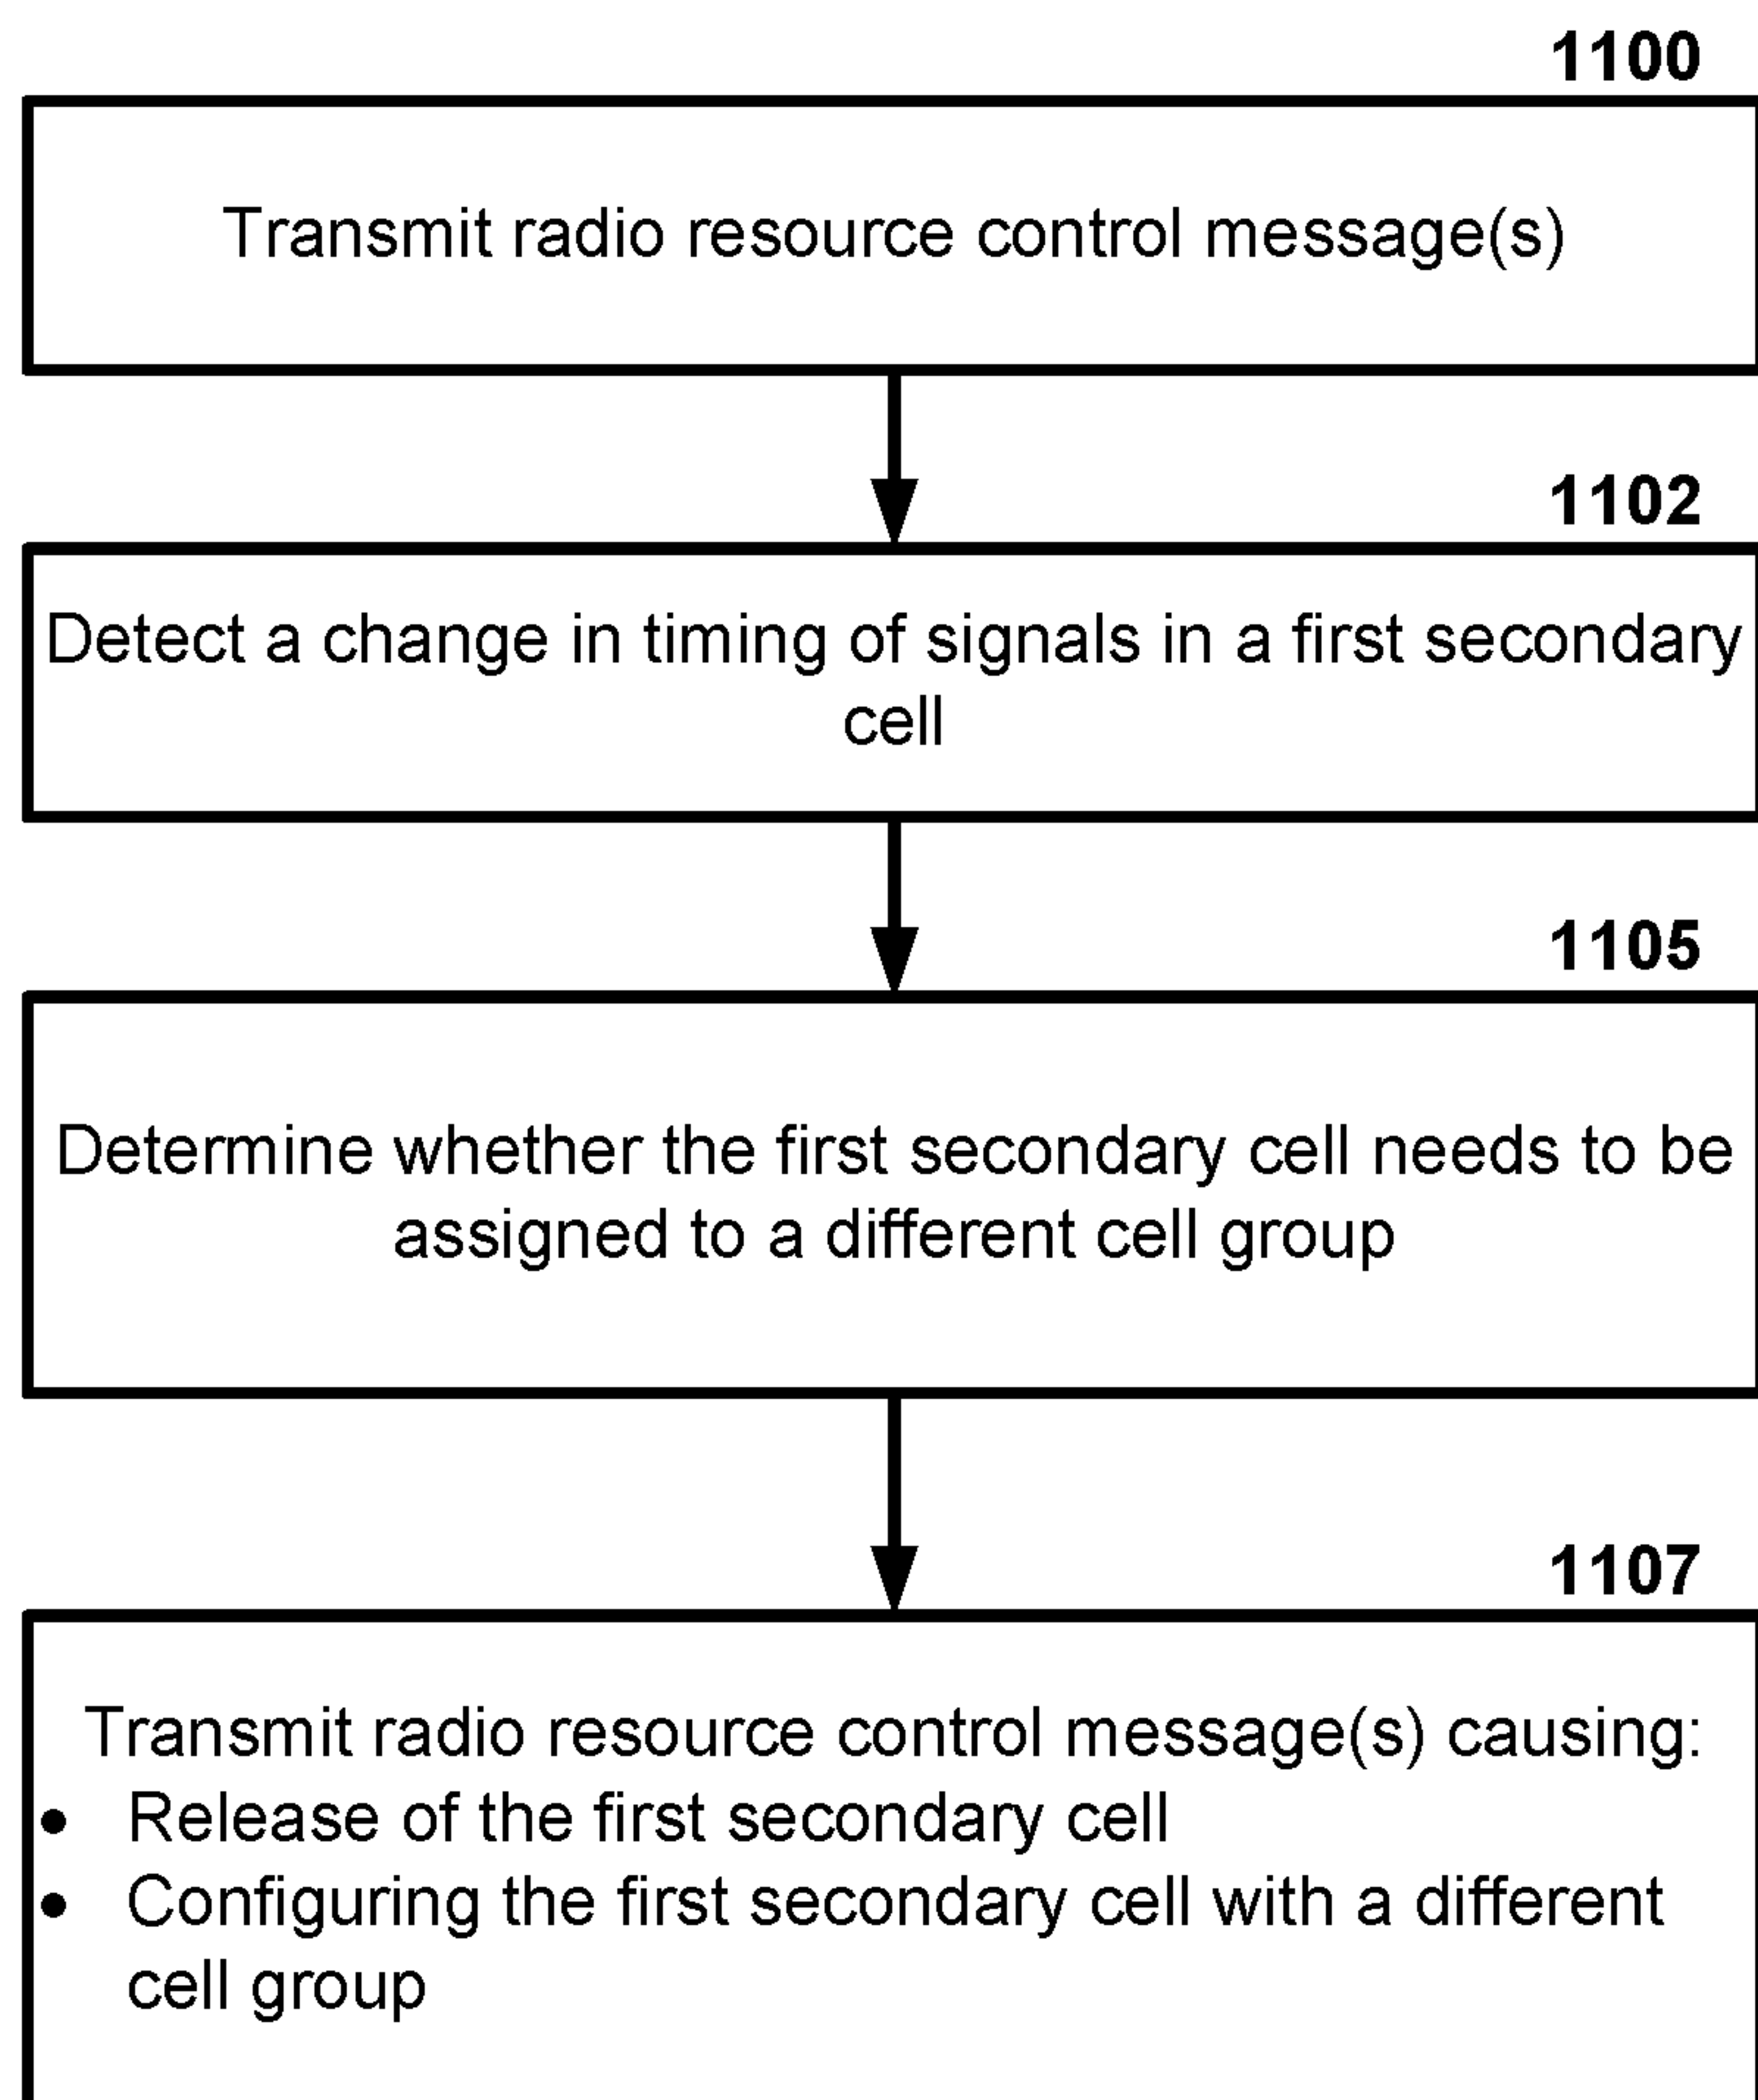 1100
Transmit radio resource control message(s)
1102
Detect a change in timing of signals in a first secondary
cell
1105
Determine whether the first secondary cell needs to be
assigned to a different cell group
1107
Transmit radio resource control message(s) causing:
• Release of the first secondary cell
• Configuring the first secondary cell with a different
cell group